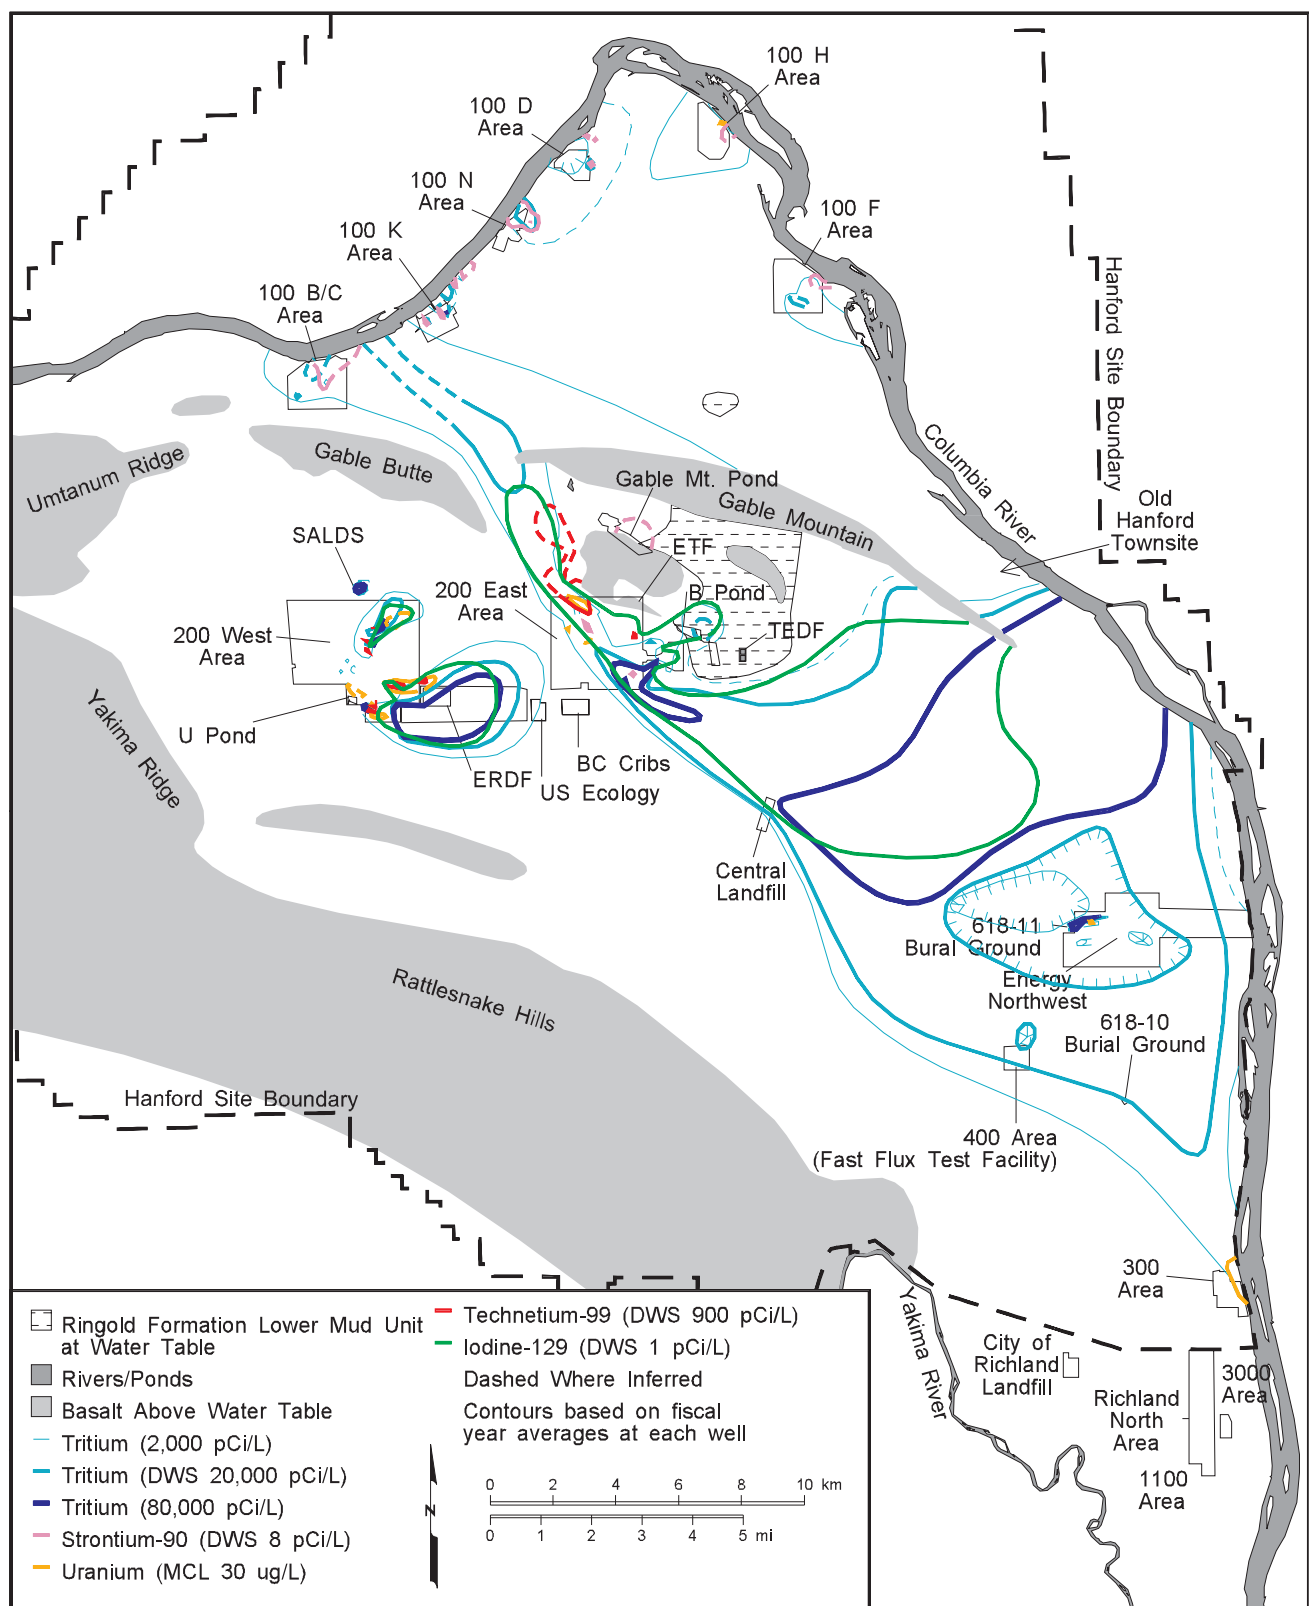 100 H
Area
100 D
Area
100 N
Area
100 F
Area
100 K
Area
100 B/C
Area
Hanford Site Boundary
Columbia River
Umtanum Ridge
Gable Butte
Gable Mt. Pond
Gable Mountain
Old
Hanford
Townsite
SALDS
ETF
200 East
Area
B Pond
TEDF
200 West
Area
Yakima Ridge
U Pond
ERDF
US Ecology
BC Cribs
Central
Landfill
618-11
Bural Ground
Energy
Northwest
Rattlesnake Hills
618-10
Burial Ground
Hanford Site Boundary
400 Area
(Fast Flux Test Facility)
300
Area
Yakima River
City of
Richland
Landfill
3000
Area
Richland
North
Area
1100
Area
Ringold Formation Lower Mud Unit
at Water Table
Rivers/Ponds
Basalt Above Water Table
Tritium (2,000 pCi/L)
Tritium (DWS 20,000 pCi/L)
Tritium (80,000 pCi/L)
Strontium-90 (DWS 8 pCi/L)
Uranium (MCL 30 ug/L)
Technetium-99 (DWS 900 pCi/L)
Iodine-129 (DWS 1 pCi/L)
Dashed Where Inferred
Contours based on fiscal
year averages at each well
N
0 2 4 6 8 10 km
0 1 2 3 4 5 mi